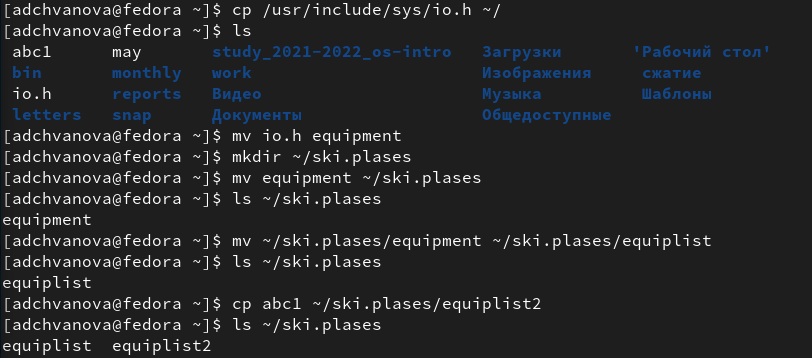 [adchvanova@fedora ~]$ cp /usr/include/sys/io.h ~/
[adchvanova@fedora ~]$ ls
abc1 may study_2021-2022_os-intro Загрузки 'Рабочий стол'
bin monthly work Изображения сжатие
io.h reports Видео Музыка Шаблоны
letters snap Документы Общедоступные
[adchvanova@fedora ~]$ mv io.h equipment
[adchvanova@fedora ~]$ mkdir ~/ski.plases
[adchvanova@fedora ~]$ mv equipment ~/ski.plases
[adchvanova@fedora ~]$ ls ~/ski.plases
equipment
[adchvanova@fedora ~]$ mv ~/ski.plases/equipment ~/ski.plases/equiplist
[adchvanova@fedora ~]$ ls ~/ski.plases
equiplist
[adchvanova@fedora ~]$ cp abc1 ~/ski.plases/equiplist2
[adchvanova@fedora ~]$ ls ~/ski.plases
equiplist equiplist2